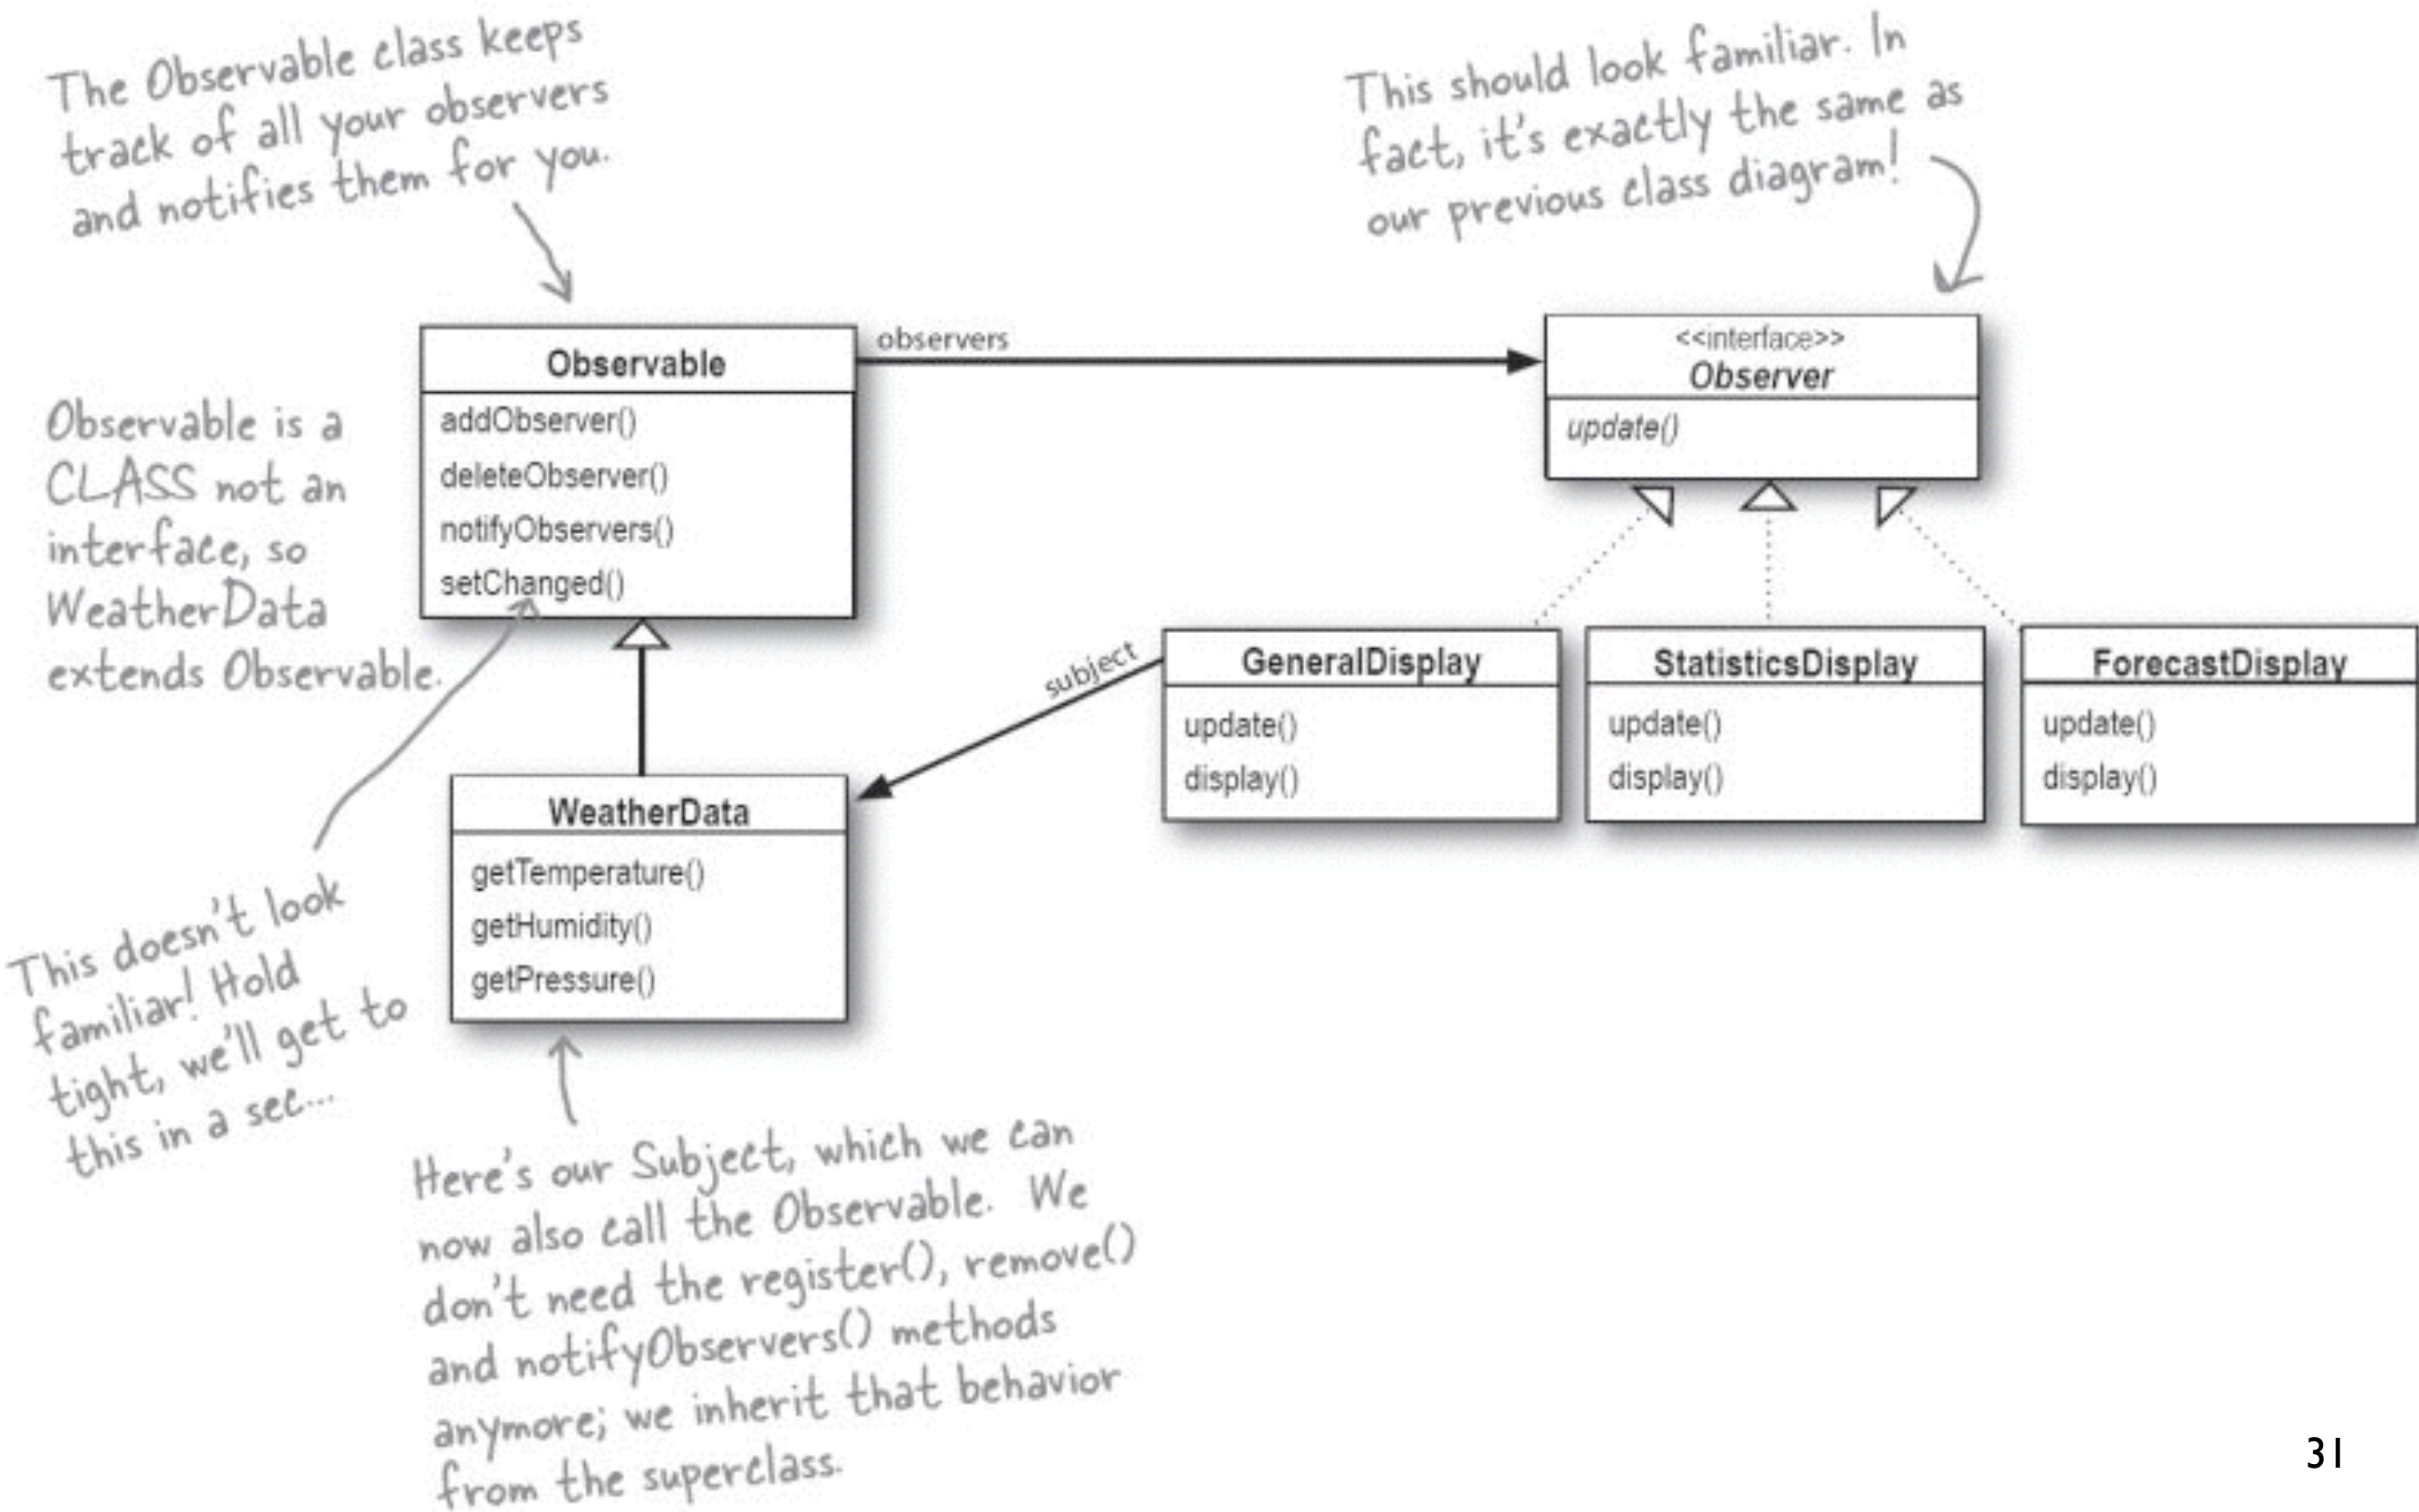 The Observable class keeps
track of all your observers
and notifies them for you.
This should look familiar. In
fact, it's exactly the same as
our previous class diagram!
Observable is a
CLASS not an
interface, so
WeatherData
extends Observable.
Observable
addObserver()
deleteObserver()
notifyObservers()
setChanged()
observers
<<interface>>
Observer
update()
subject
GeneralDisplay
update()
display()
StatisticsDisplay
update()
display()
ForecastDisplay
update()
display()
WeatherData
getTemperature()
getHumidity()
getPressure()
This doesn't look
familiar! Hold
tight, we'll get to
this in a sec...
Here's our Subject, which we can
now also call the Observable. We
don't need the register(), remove()
and notifyObservers() methods
anymore; we inherit that behavior
from the superclass.
31